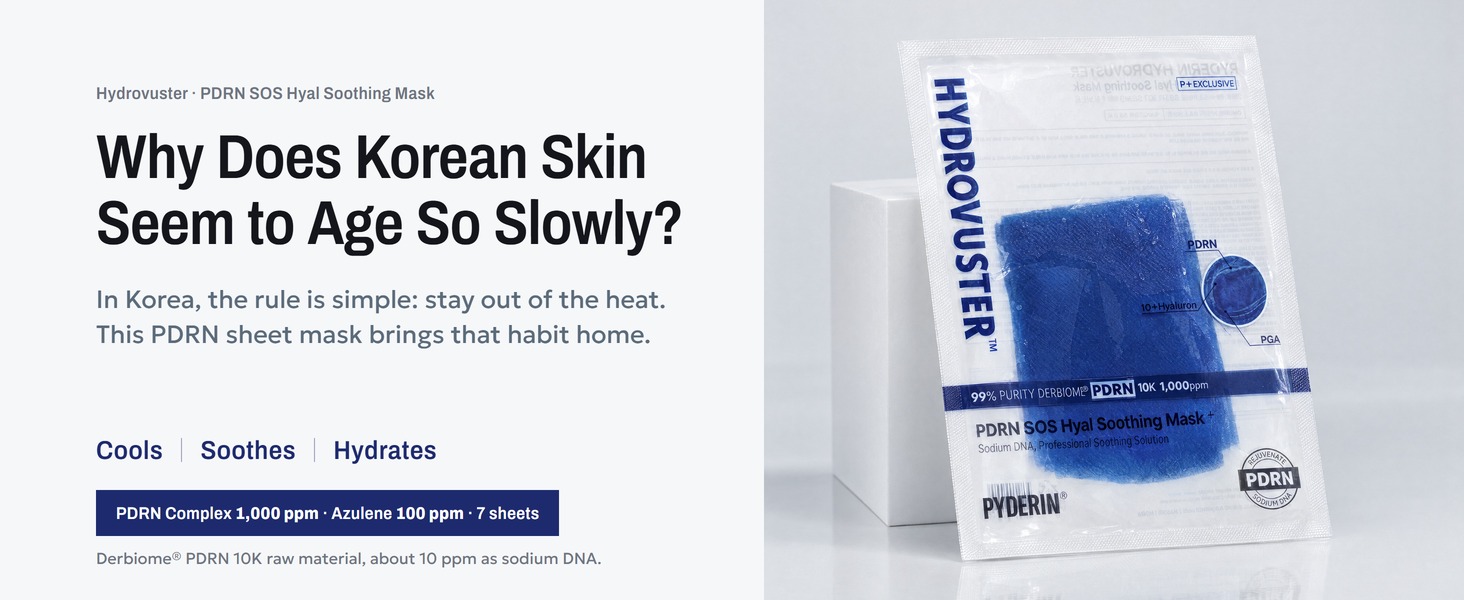 Hydrovuster · PDRN SOS Hyal Soothing Mask
Why Does Korean Skin
Seem to Age So Slowly?
In Korea, the rule is simple: stay out of the heat.
This PDRN sheet mask brings that habit home.
Cools | Soothes | Hydrates
PDRN Complex 1,000 ppm · Azulene 100 ppm · 7 sheets
Derbiome® PDRN 10K raw material, about 10 ppm as sodium DNA.
P+EXCLUSIVE
HYDROVUSTER™
PDRN
10+Hyaluron
PGA
99% PURITY DERBIOME® PDRN 10K 1,000ppm
PDRN SOS Hyal Soothing Mask+
Sodium DNA, Professional Soothing Solution
PYDERIN®
REJUVENATE
PDRN
SODIUM DNA